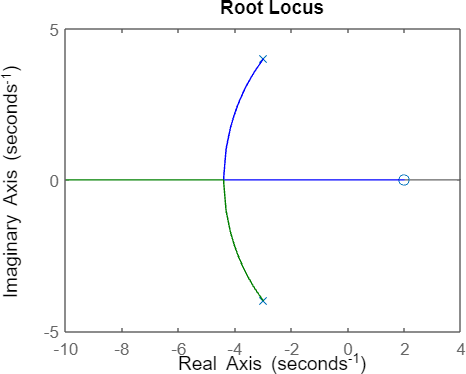 Root Locus
Imaginary Axis (seconds-1)
5
0
-5
-10 -8 -6 -4 -2 0 2 4
Real Axis (seconds-1)